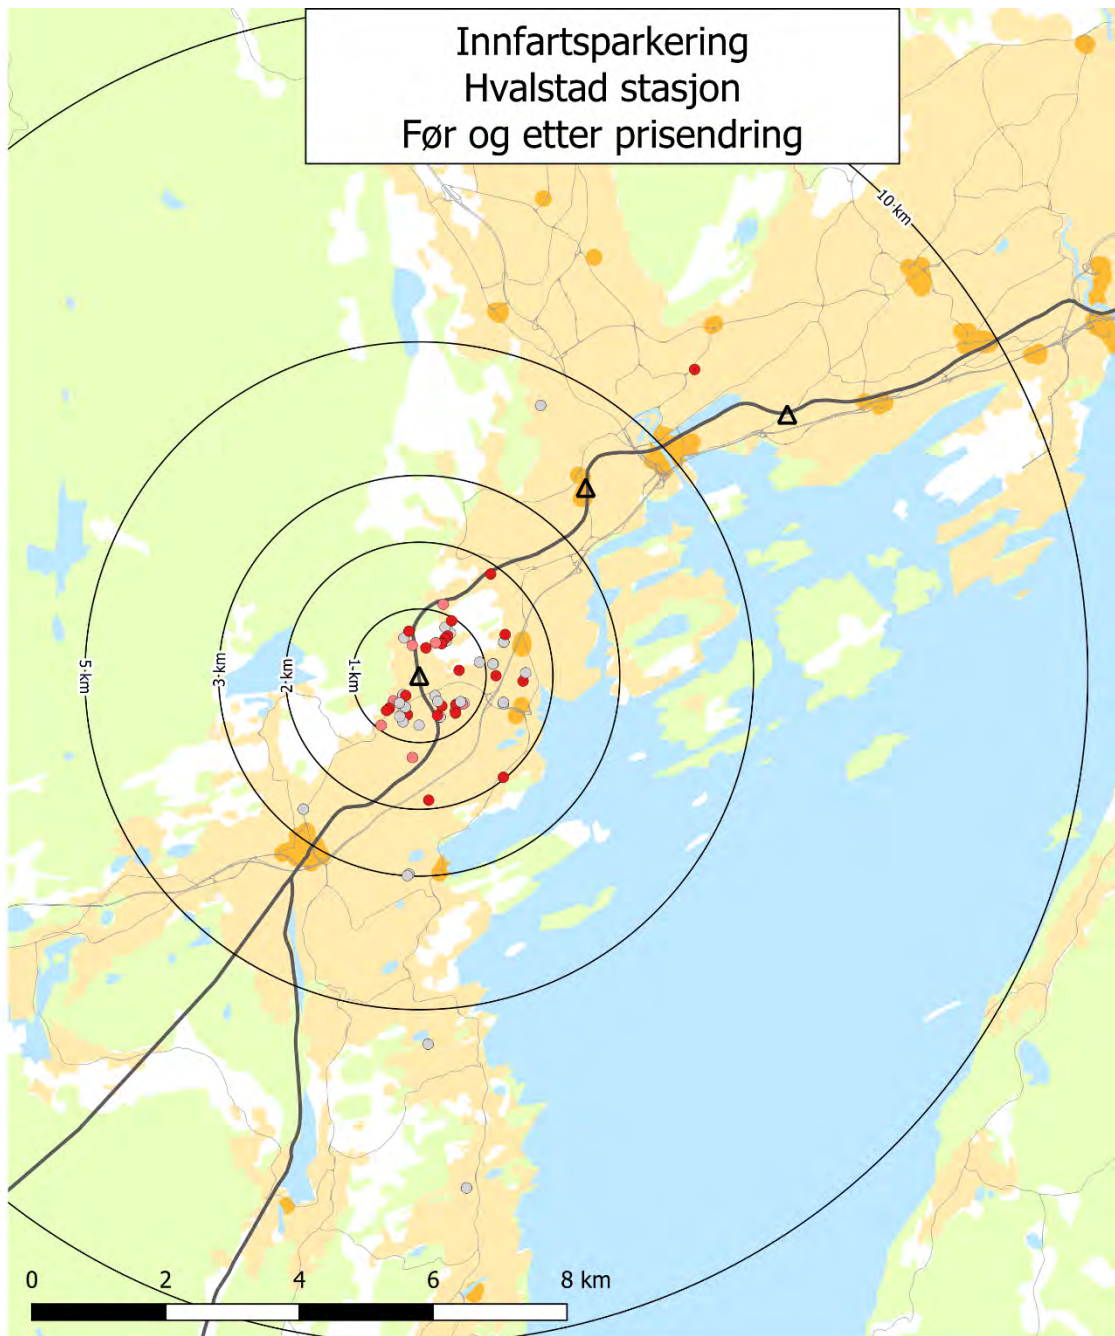 Innfartsparkering
Hvalstad stasjon
Før og etter prisendring
10·km
5·km
3·km
2·km
1·km
0 2 4 6 8 km